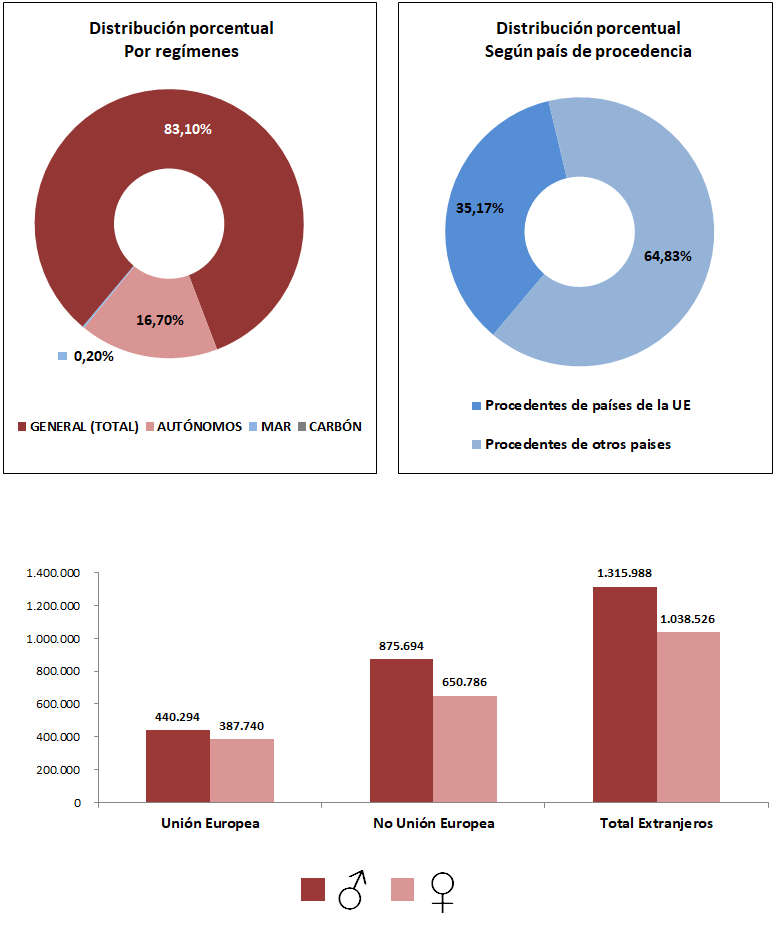 Distribución porcentual
Por regímenes
83,10%
16,70%
0,20%
GENERAL (TOTAL) AUTÓNOMOS MAR CARBÓN
Distribución porcentual
Según país de procedencia
35,17%
64,83%
Procedentes de países de la UE
Procedentes de otros paises
1.400.000
1.200.000
1.000.000
800.000
600.000
400.000
200.000
0
440.294 387.740
875.694 650.786
1.315.988 1.038.526
Unión Europea No Unión Europea Total Extranjeros
♂ ♀